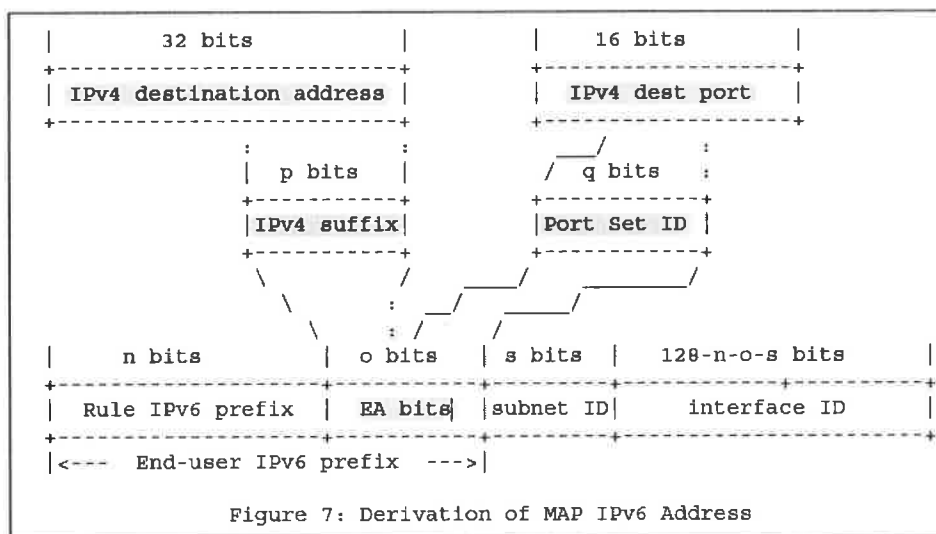 32 bits 16 bits
IPv4 destination address IPv4 dest port
p bits q bits
IPv4 suffix Port Set ID
n bits o bits s bits 128-n-o-s bits
Rule IPv6 prefix EA bits subnet ID interface ID
<--- End-user IPv6 prefix --->
Figure 7: Derivation of MAP IPv6 Address